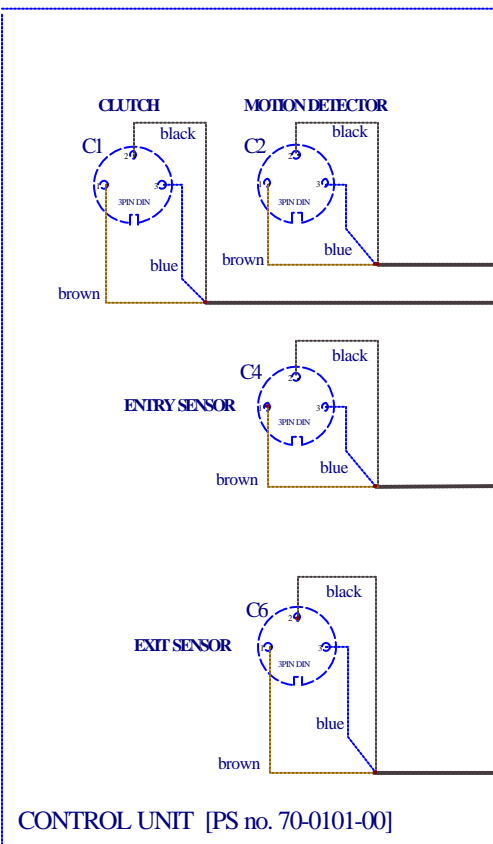 CLUTCH
MOTION DETECTOR
black
black
C1
C2
2
2
1
3
1
3
3PIN DIN
3PIN DIN
blue
brown
blue
brown
black
C4
2
ENTRY SENSOR
1
3
3PIN DIN
blue
brown
black
C6
2
EXIT SENSOR
1
3
3PIN DIN
blue
brown
CONTROL UNIT [PS no. 70-0101-00]